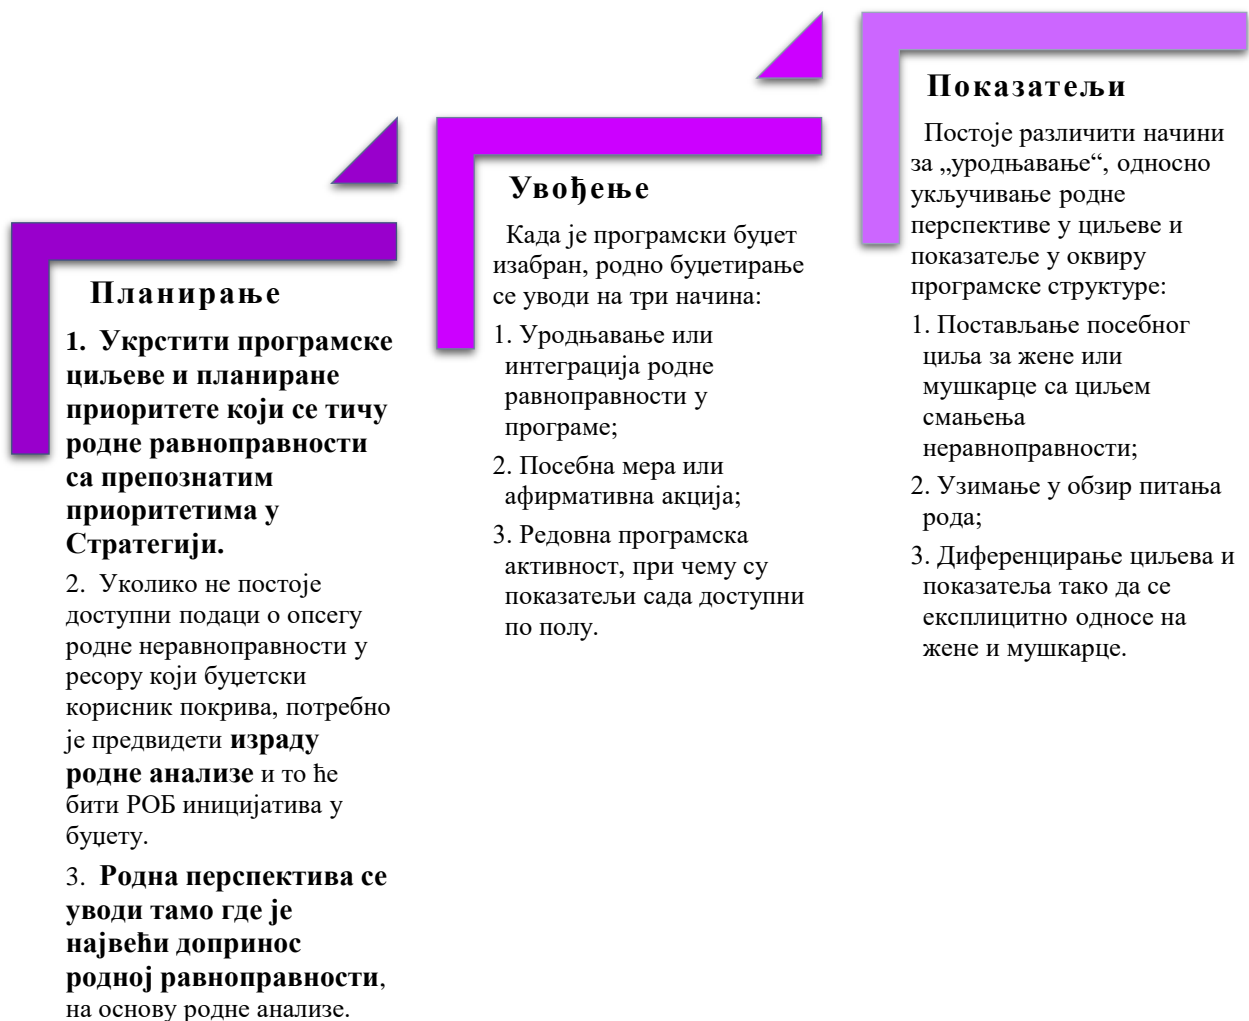 Планирање
1. Укрстити програмске
циљеве и планиране
приоритете који се тичу
родне равноправности
са препознатим
приоритетима у
Стратегији.
2. Уколико не постоје
доступни подаци о опсегу
родне неравноправности у
ресору који буџетски
корисник покрива, потребно
је предвидети израду
родне анализе и то ће
бити РОБ иницијатива у
буџету.
3. Родна перспектива се
уводи тамо где је
највећи допринос
родној равноправности,
на основу родне анализе.
Увођење
Када је програмски буџет
изабран, родно буџетирање
се уводи на три начина:
1. Уродњавање или
интеграција родне
равноправности у
програме;
2. Посебна мера или
афирмативна акција;
3. Редовна програмска
активност, при чему су
показатељи сада доступни
по полу.
Показатељи
Постоје различити начини
за „уродњавање“, односно
укључивање родне
перспективе у циљеве и
показатеље у оквиру
програмске структуре:
1. Постављање посебног
циља за жене или
мушкарце са циљем
смањења
неравноправности;
2. Узимање у обзир питања
рода;
3. Диференцирање циљева и
показатеља тако да се
експлицитно односе на
жене и мушкарце.